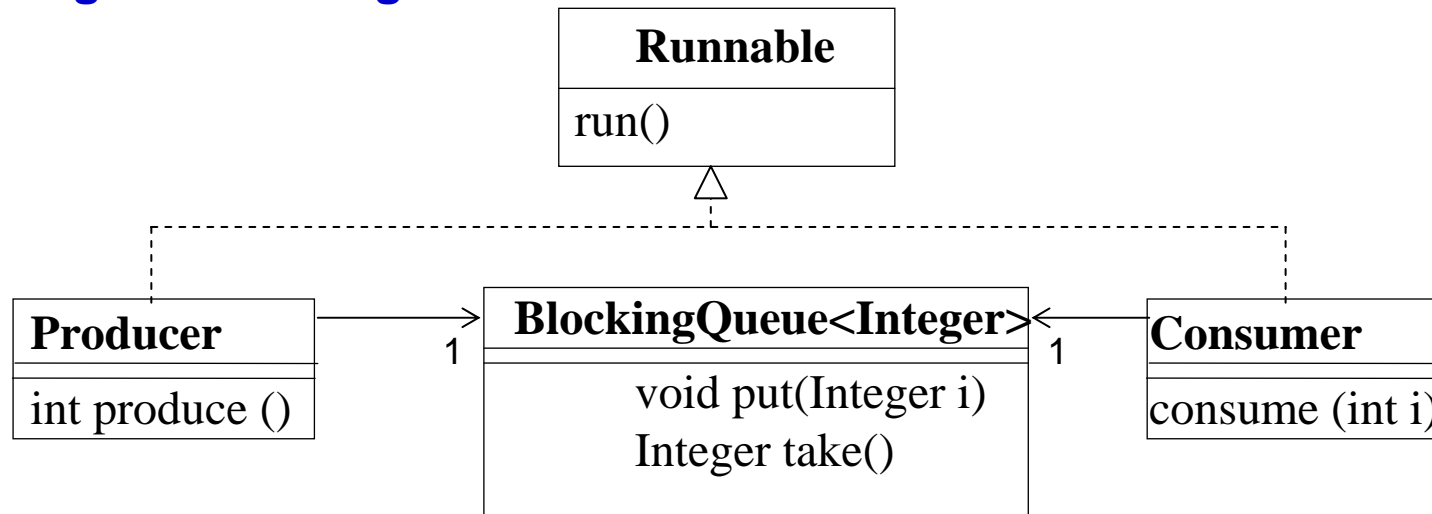 Runnable
run()
Producer
int produce ()
1
BlockingQueue<Integer>
void put(Integer i)
Integer take()
1
Consumer
consume (int i)